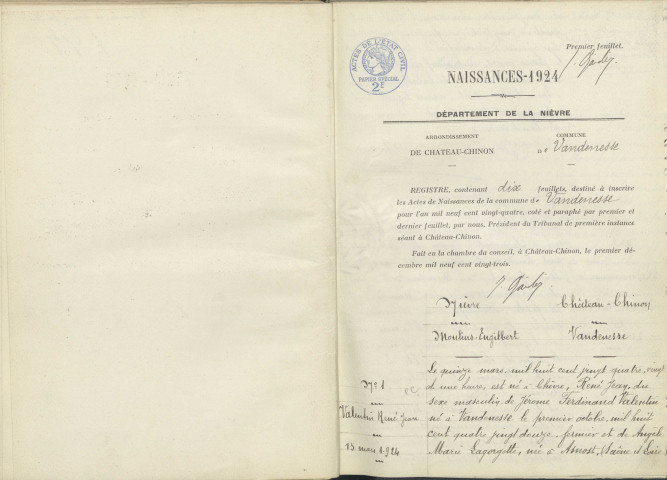 Premier feuillet.
ACTES DE L'ÉTAT CIVIL
PAPIER SPÉCIAL
2F
NAISSANCES-1924
DÉPARTEMENT DE LA NIÈVRE
ARRONDISSEMENT
DE CHATEAU-CHINON
COMMUNE
DE Vandenesse
REGISTRE, contenant dix feuillets, destiné à inscrire
les Actes de Naissances de la commune de Vandenesse
pour l'an mil neuf cent vingt-quatre, coté et paraphé par premier et
dernier feuillet, par nous, Président du Tribunal de première instance
séant à Château-Chinon.
Fait en la chambre du conseil, à Château-Chinon, le premier dé-
cembre mil neuf cent vingt-trois.
Nièvre
Château-Chinon
Moulins-Engilbert
Vandenesse
N° 1
Valentin René Jean
15 mars 1924
Le quinze mars mil huit cent vingt quatre, vingt
et une heure, est né à René Jean, du
sexe masculin, de Jérome Ferdinand Valentin
né à Vandenesse le premier octobre mil huit
cent quatre vingt douze, fermier et de Angèle
Marie Lagorgette, née à Anost, (Saône et Loire